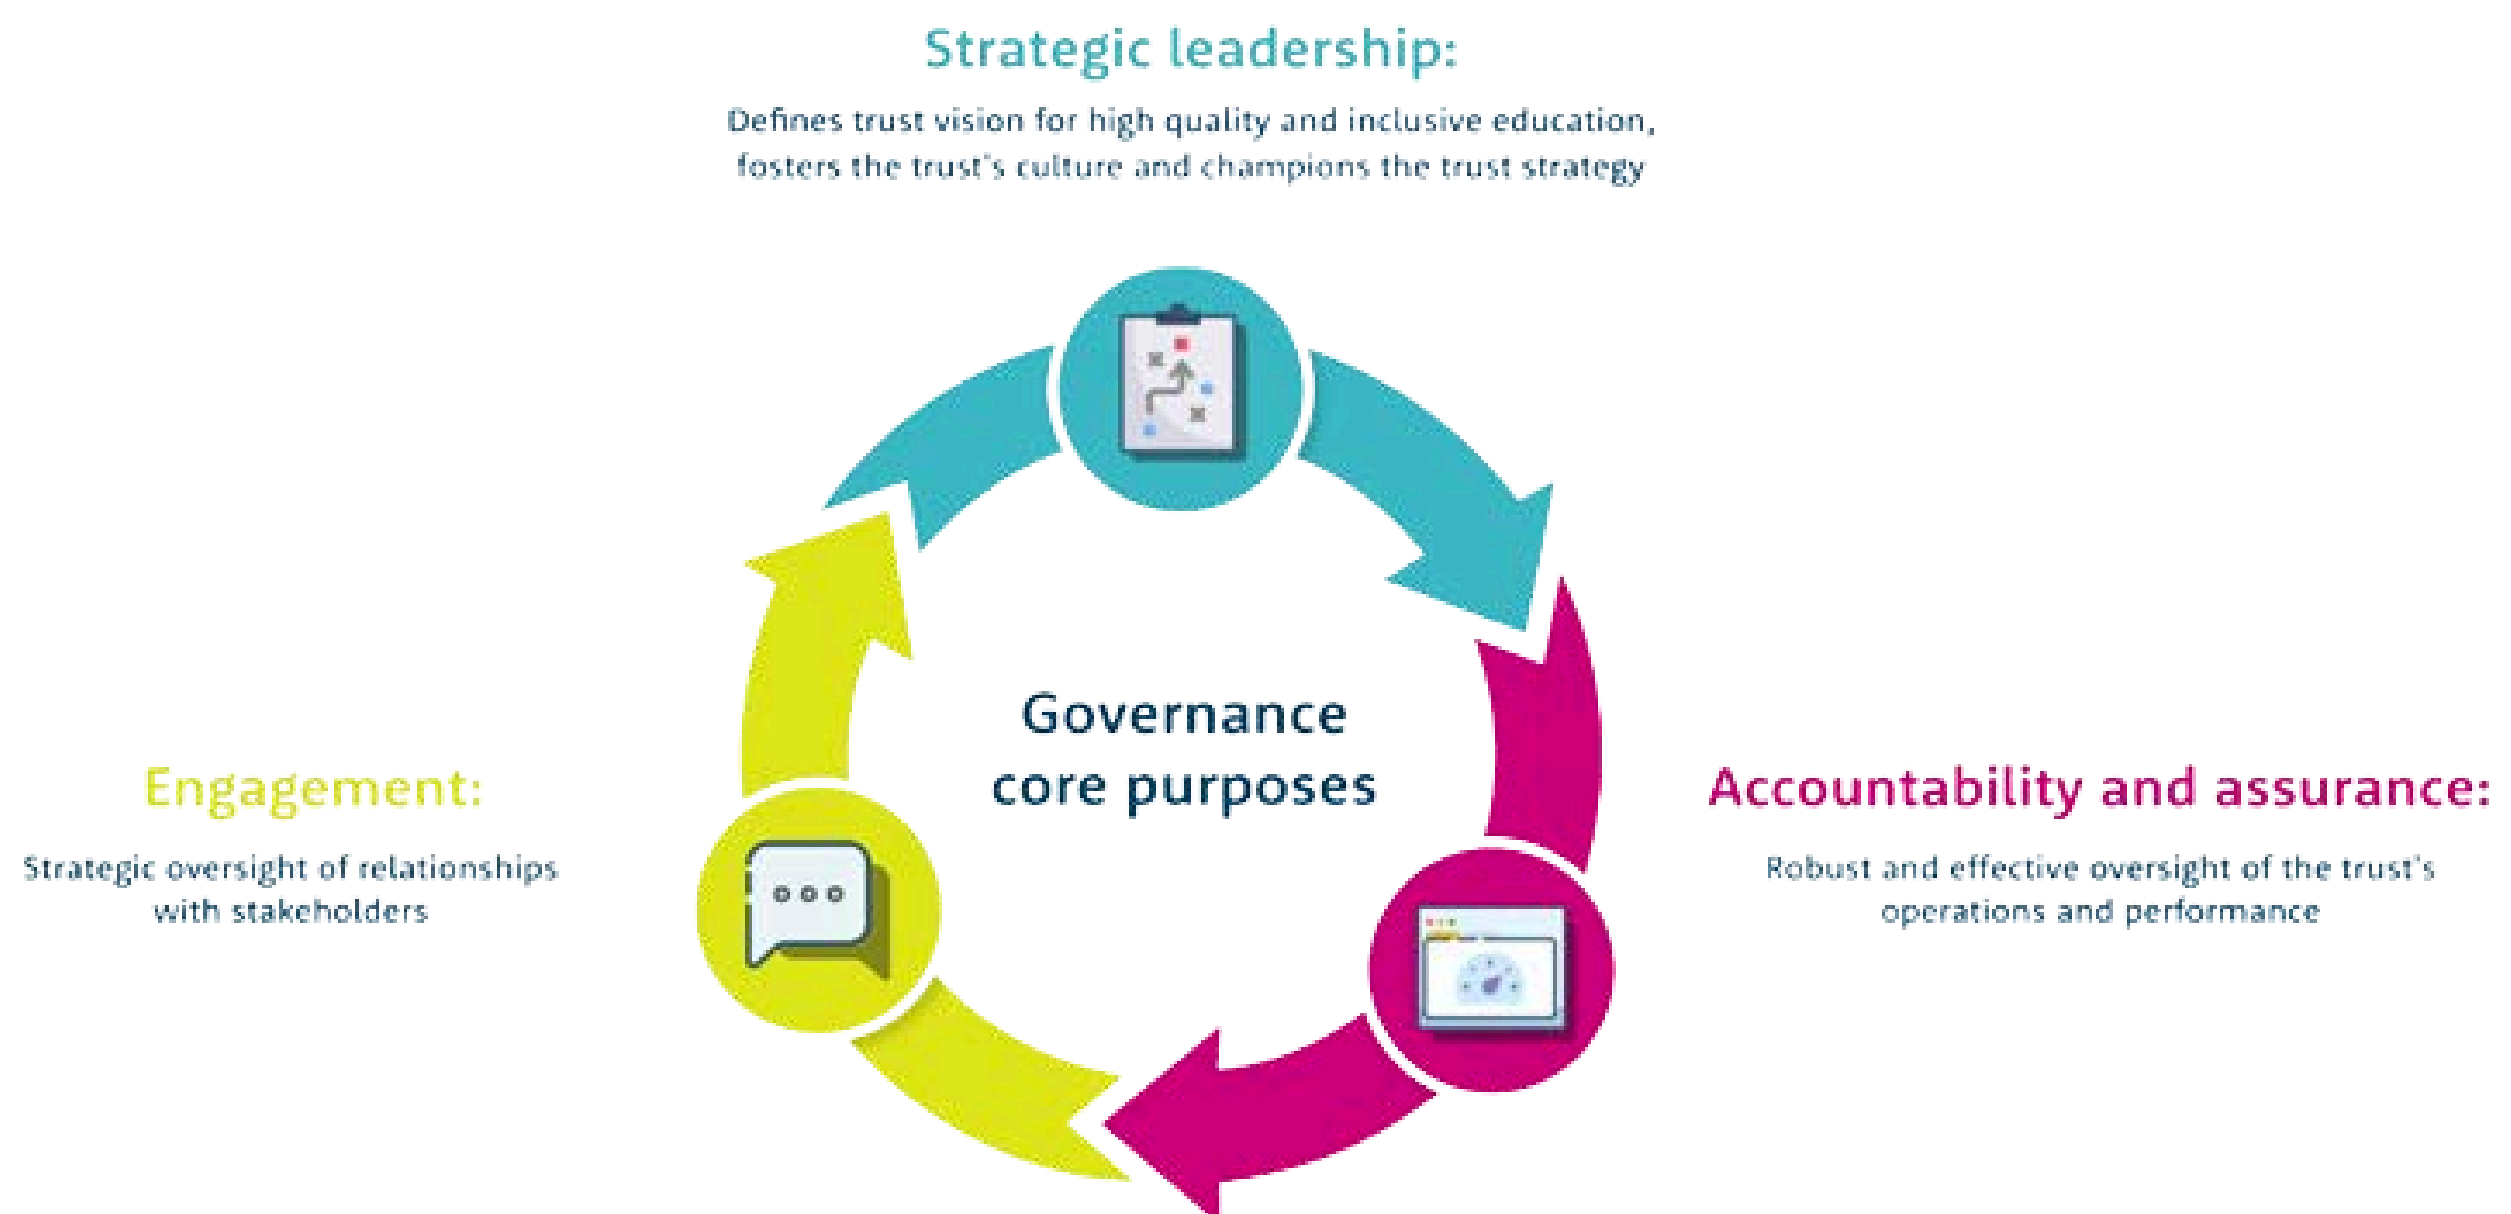 Strategic leadership:
Defines trust vision for high quality and inclusive education,
fosters the trust's culture and champions the trust strategy
Governance
core purposes
Engagement:
Strategic oversight of relationships
with stakeholders
Accountability and assurance:
Robust and effective oversight of the trust's
operations and performance